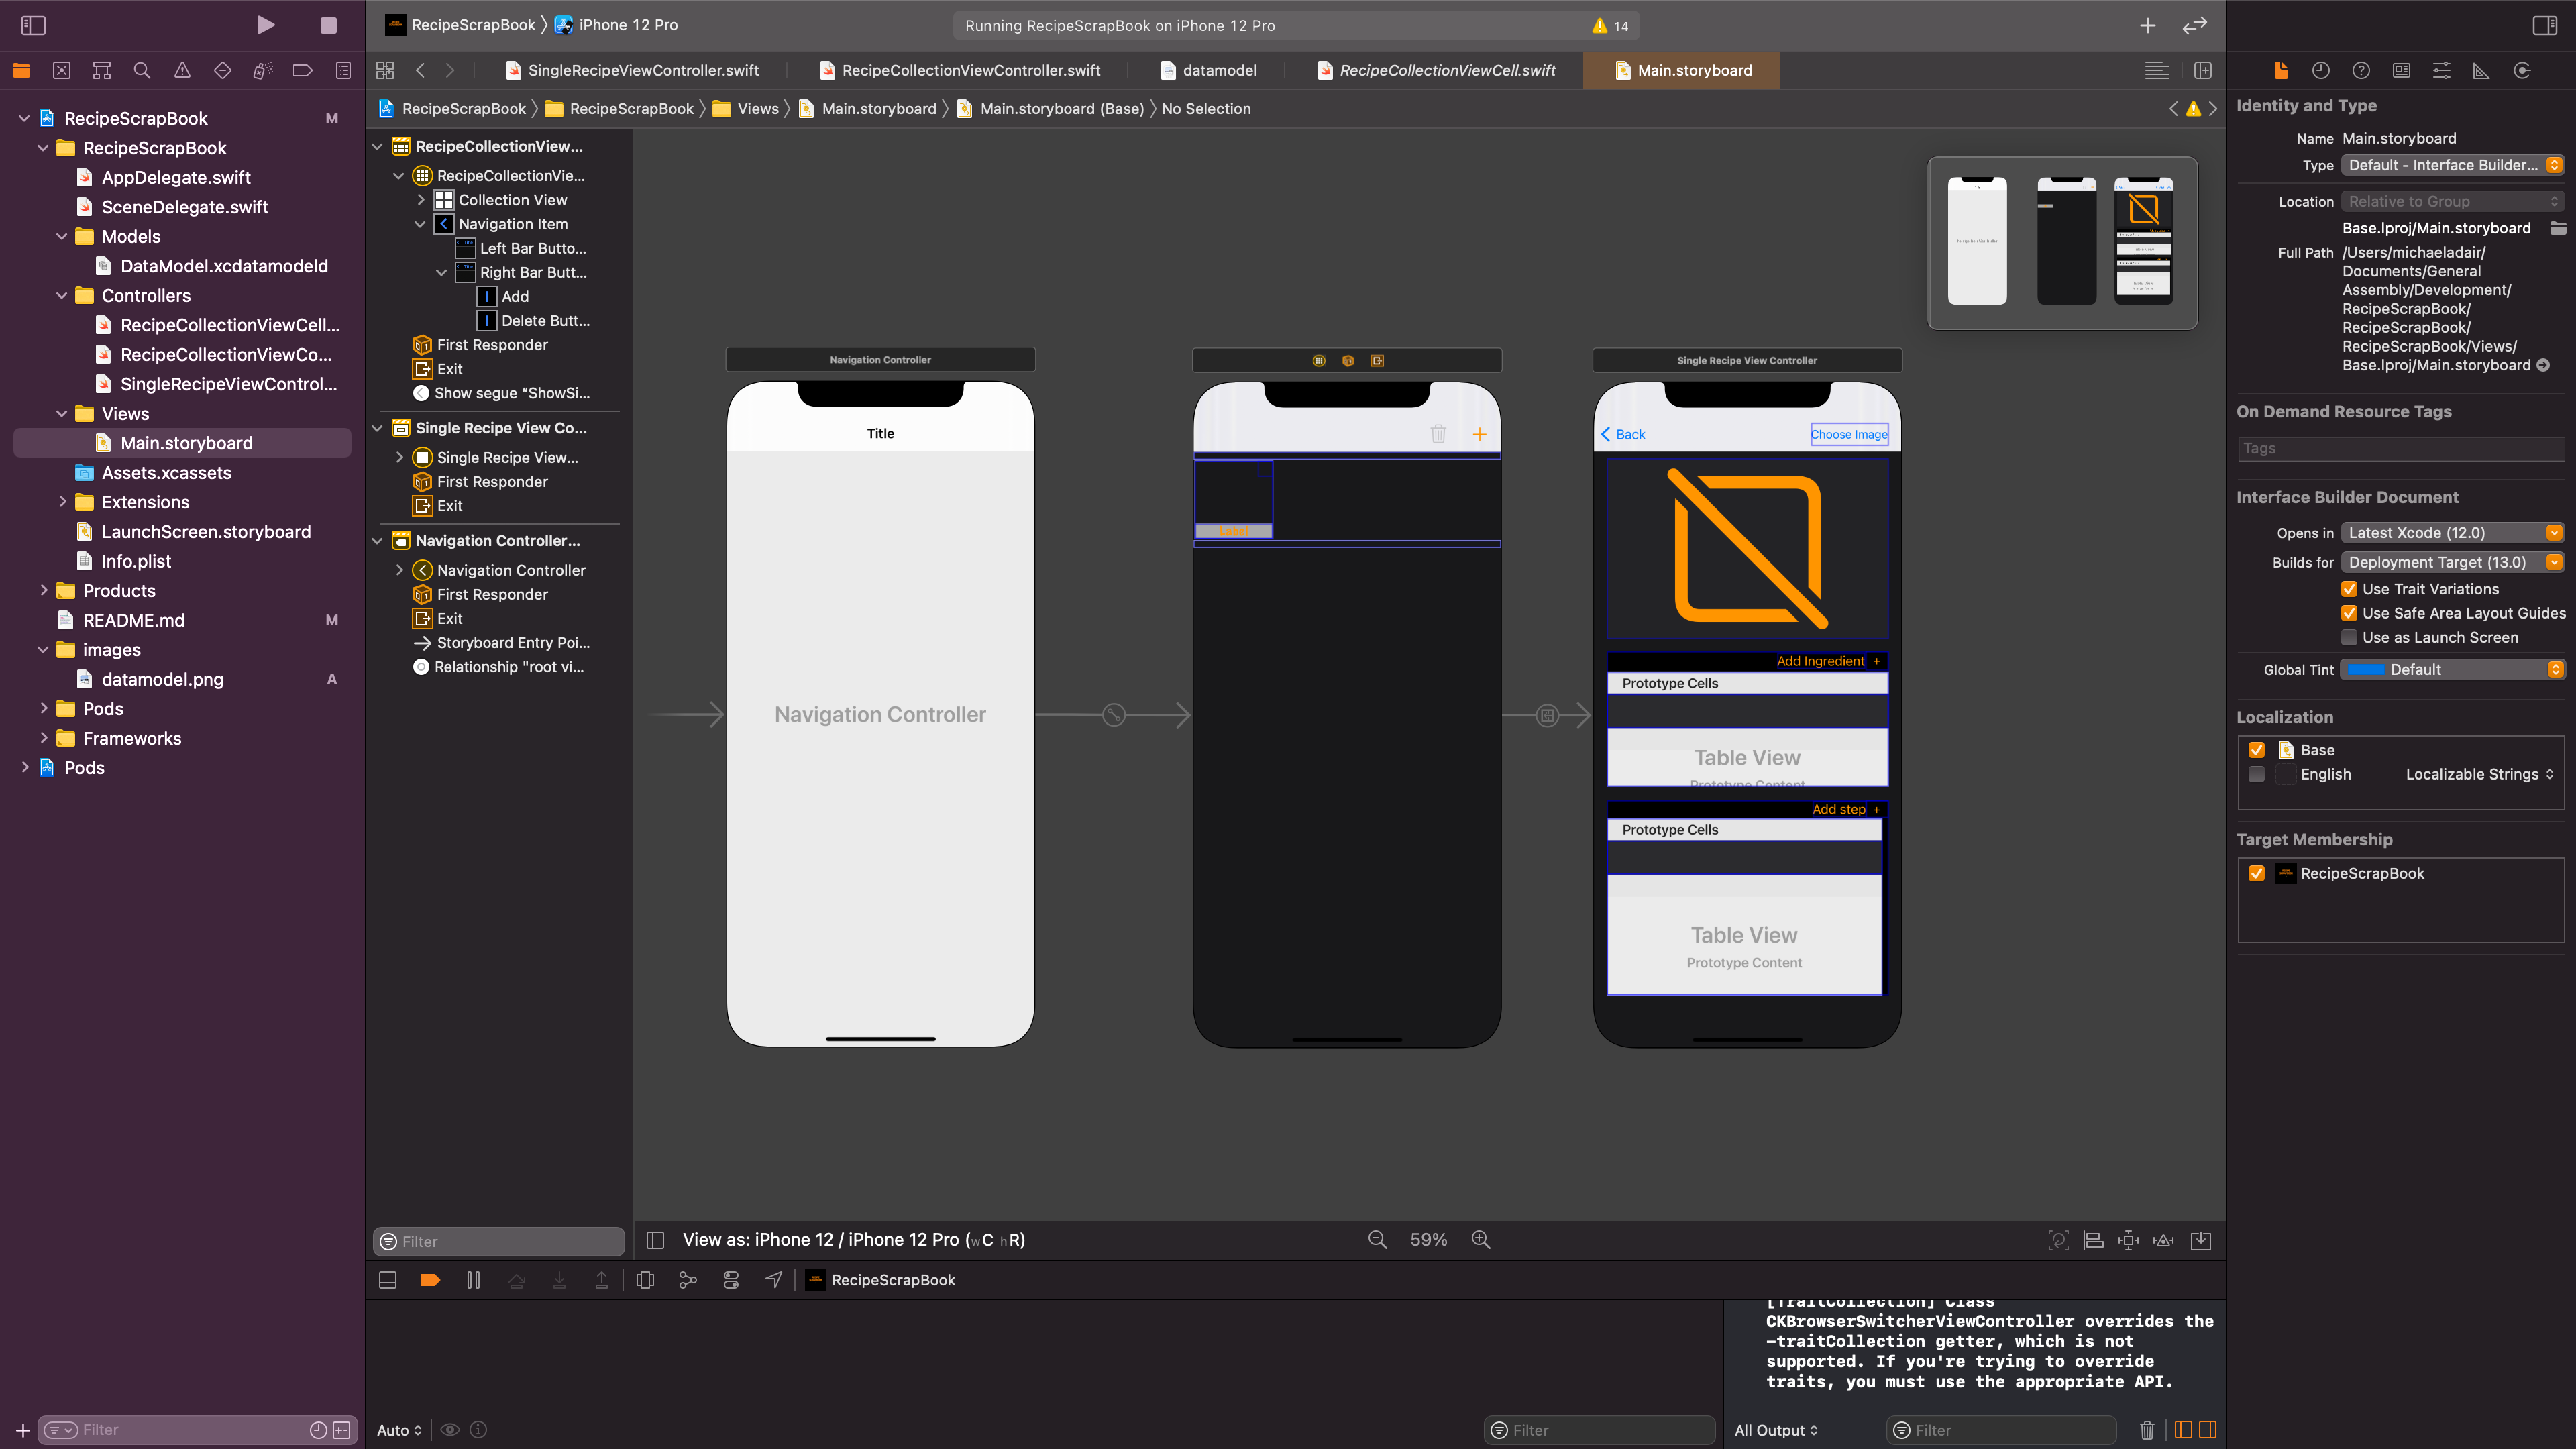 RecipeScrapBook
iPhone 12 Pro
Running RecipeScrapBook on iPhone 12 Pro
14
SingleRecipeViewController.swift
RecipeCollectionViewController.swift
datamodel
RecipeCollectionViewCell.swift
Main.storyboard
RecipeScrapBook
RecipeScrapBook
Views
Main.storyboard
Main.storyboard (Base)
No Selection
RecipeScrapBook
M
RecipeScrapBook
AppDelegate.swift
SceneDelegate.swift
Models
DataModel.xcdatamodeld
Controllers
RecipeCollectionViewCell...
RecipeCollectionViewCo...
SingleRecipeViewControl...
Views
Main.storyboard
Assets.xcassets
Extensions
LaunchScreen.storyboard
Info.plist
Products
README.md
M
images
datamodel.png
A
Pods
Frameworks
Pods
Filter
RecipeCollectionView...
RecipeCollectionVie...
Collection View
Navigation Item
Left Bar Butto...
Right Bar Butt...
Add
Delete Butt...
First Responder
Exit
Show segue “ShowSi...
Single Recipe View Co...
Single Recipe View...
First Responder
Exit
Navigation Controller...
Navigation Controller
First Responder
Exit
Storyboard Entry Poi...
Relationship "root vi...
Filter
Navigation Controller
Title
Navigation Controller
Label
Single Recipe View Controller
Back
Choose Image
Add Ingredient +
Prototype Cells
Table View
Prototype Content
Add step +
Prototype Cells
Table View
Prototype Content
View as: iPhone 12 / iPhone 12 Pro (wC hR)
59%
RecipeScrapBook
Auto
Filter
[TraitCollection] Class
CKBrowserSwitcherViewController overrides the
-traitCollection getter, which is not
supported. If you're trying to override
traits, you must use the appropriate API.
All Output
Filter
Identity and Type
Name Main.storyboard
Type Default - Interface Builder...
Location Relative to Group
Base.lproj/Main.storyboard
Full Path /Users/michaeladair/
Documents/General
Assembly/Development/
RecipeScrapBook/
RecipeScrapBook/
RecipeScrapBook/Views/
Base.lproj/Main.storyboard
On Demand Resource Tags
Tags
Interface Builder Document
Opens in Latest Xcode (12.0)
Builds for Deployment Target (13.0)
Use Trait Variations
Use Safe Area Layout Guides
Use as Launch Screen
Global Tint Default
Localization
Base
English Localizable Strings
Target Membership
RecipeScrapBook